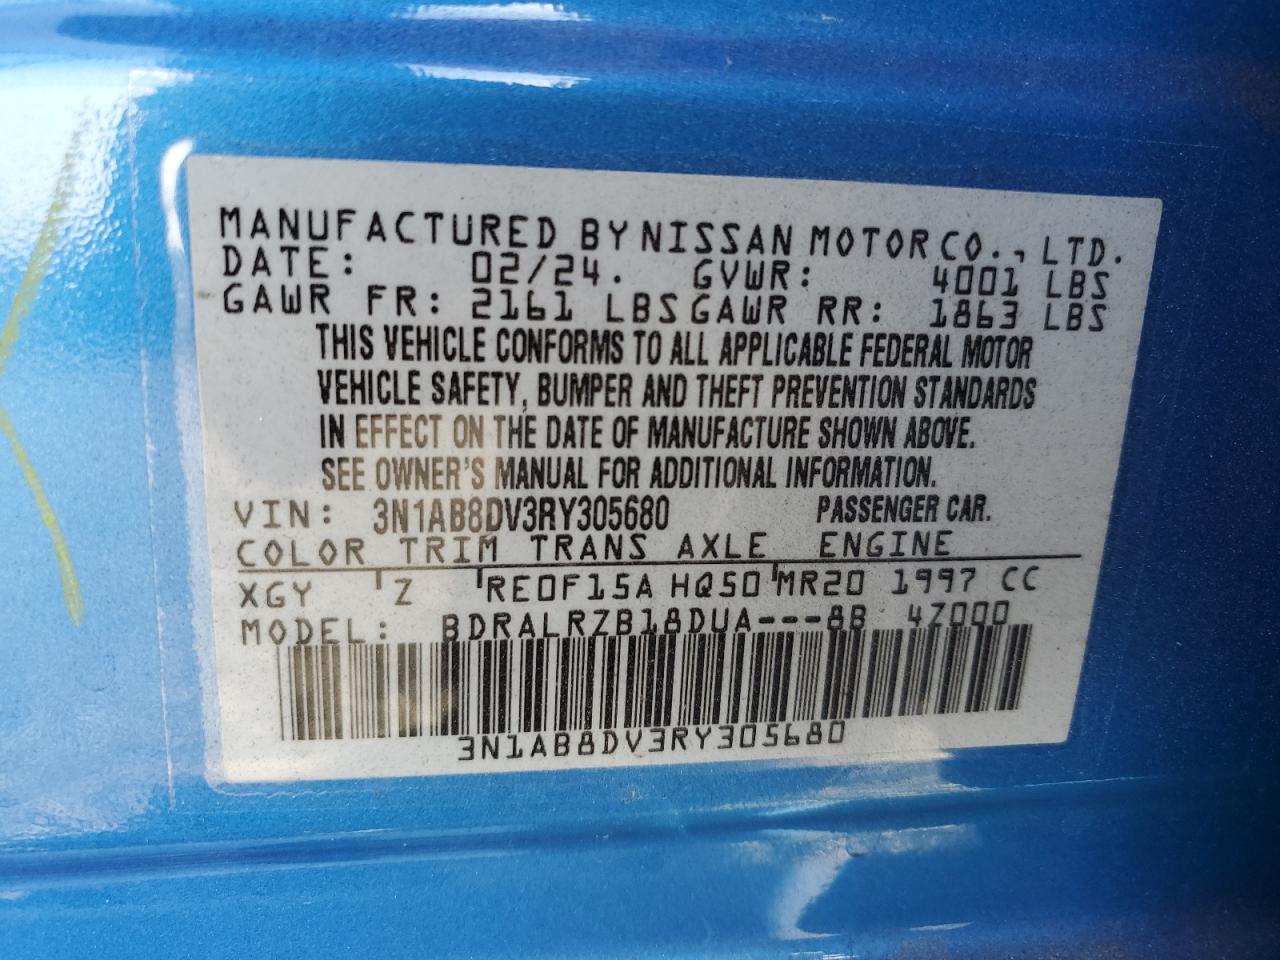 MANUFACTURED BY NISSAN MOTOR CO., LTD.
DATE: 02/24. GVWR: 4001 LBS
GAWR FR: 2161 LBS GAWR RR: 1863 LBS
THIS VEHICLE CONFORMS TO ALL APPLICABLE FEDERAL MOTOR
VEHICLE SAFETY, BUMPER AND THEFT PREVENTION STANDARDS
IN EFFECT ON THE DATE OF MANUFACTURE SHOWN ABOVE.
SEE OWNER'S MANUAL FOR ADDITIONAL INFORMATION.
VIN: 3N1AB8DV3RY305680 PASSENGER CAR.
COLOR TRIM TRANS AXLE ENGINE
XGY Z RE0F15A HQ50 MR20 1997 CC
MODEL: BDRALRZB18DUA---8B 4Z000
3N1AB8DV3RY305680